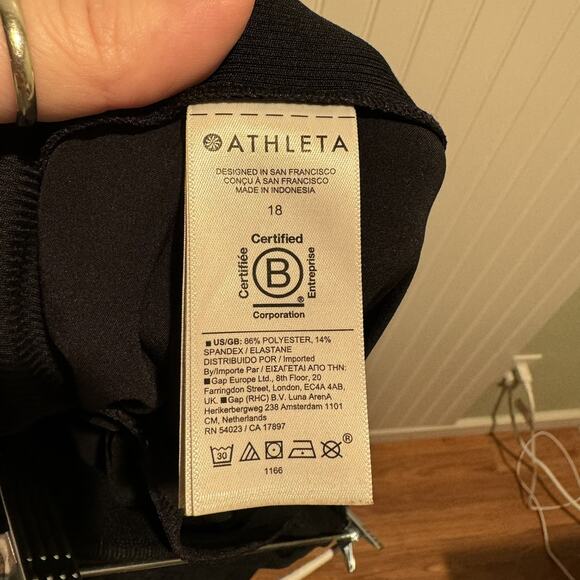 ATHLETA
DESIGNED IN SAN FRANCISCO
CONÇU À SAN FRANCISCO
MADE IN INDONESIA
18
Certified
Certifiée
B
Entreprise
®
Corporation
■ US/GB: 86% POLYESTER, 14%
SPANDEX / ELASTANE
DISTRIBUIDO POR / Imported
By/Importe Par / ΕΙΣΑΓΕΤΑΙ ΑΠΟ ΤΗΝ:
■Gap Europe Ltd., 8th Floor, 20
Farringdon Street, London, EC4A 4AB,
UK. ■Gap (RHC) B.V. Luna ArenA
Herikerbergweg 238 Amsterdam 1101
CM, Netherlands
RN 54023 / CA 17897
30 ®
1166